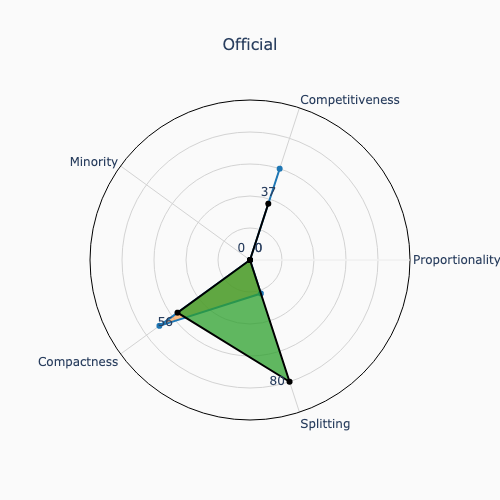 Official
Competitiveness
Minority
37
0
0
Proportionality
56
Compactness
80
Splitting